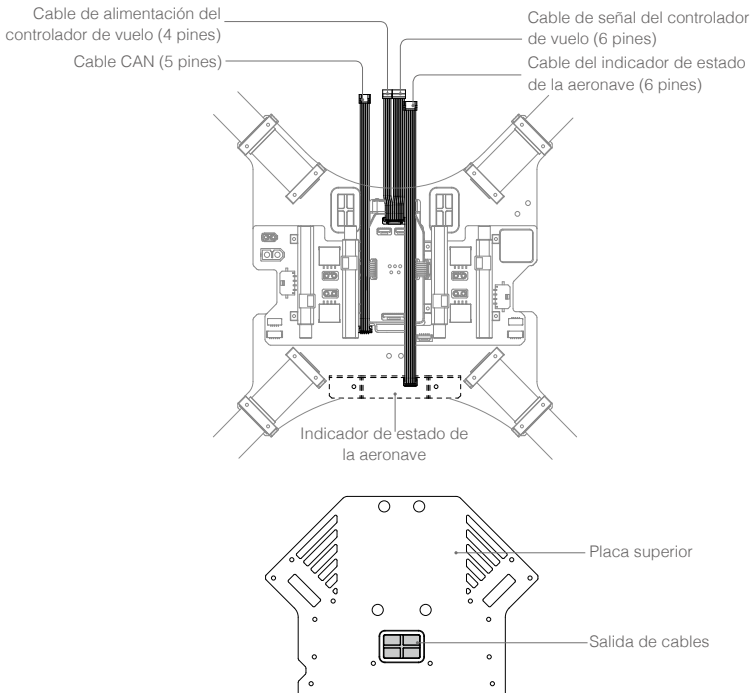 Cable de alimentación del
controlador de vuelo (4 pines)
Cable CAN (5 pines)
Cable de señal del controlador
de vuelo (6 pines)
Cable del indicador de estado
de la aeronave (6 pines)
Indicador de estado de
la aeronave
Placa superior
Salida de cables